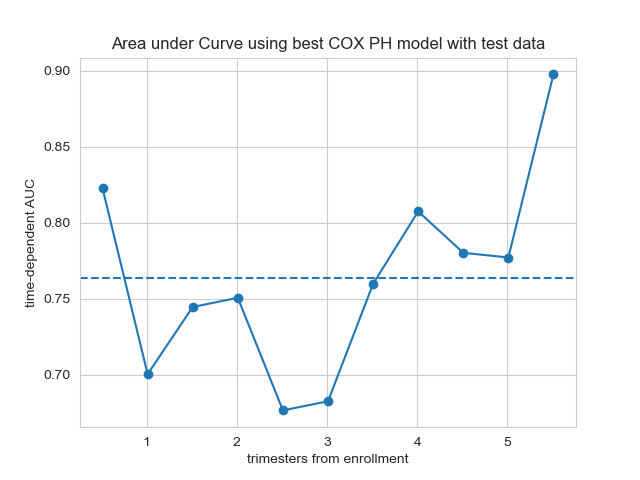 Area under Curve using best COX PH model with test data
0.90
0.85
0.80
0.75
0.70
time-dependent AUC
1 2 3 4 5
trimesters from enrollment